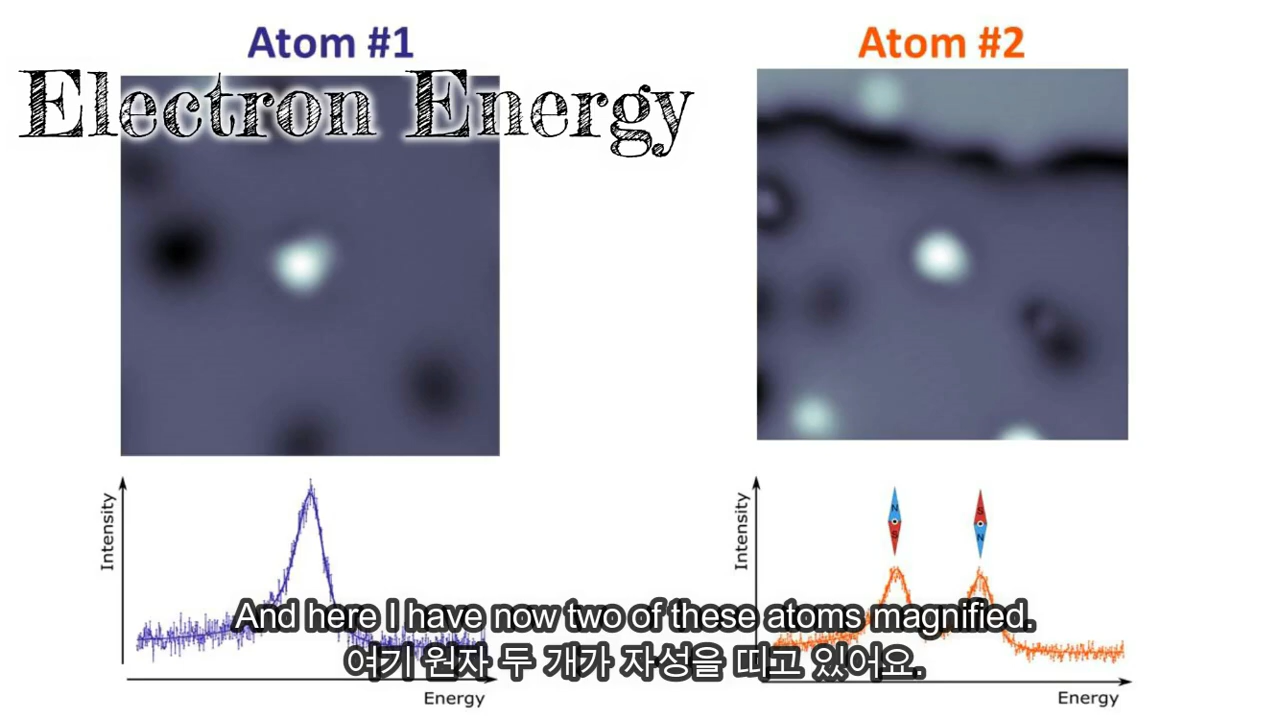 Atom #1
Atom #2
Electron Energy
Intensity
Intensity
N
S
S
N
And here I have now two of these atoms magnified.
여기 원자 두 개가 자성을 띠고 있어요.
Energy
Energy